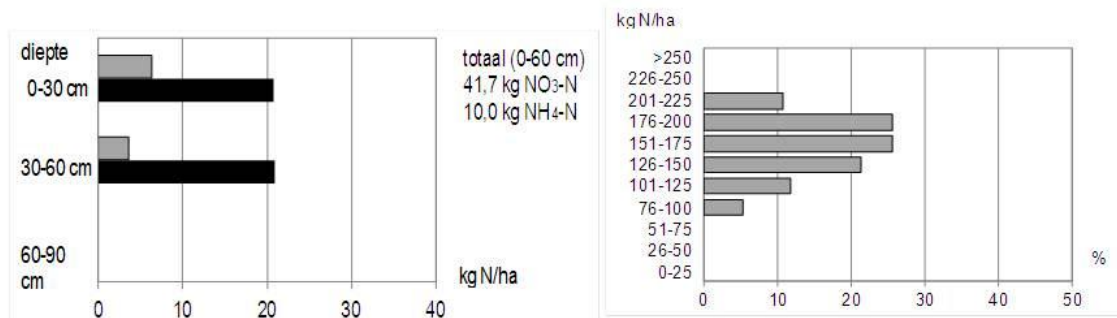 diepte
0-30 cm
30-60 cm
60-90
cm
totaal (0-60 cm)
41,7 kg NO3-N
10,0 kg NH4-N
kg N/ha
0 10 20 30 40
kg N/ha
>250
226-250
201-225
176-200
151-175
126-150
101-125
76-100
51-75
26-50
0-25
%
0 10 20 30 40 50